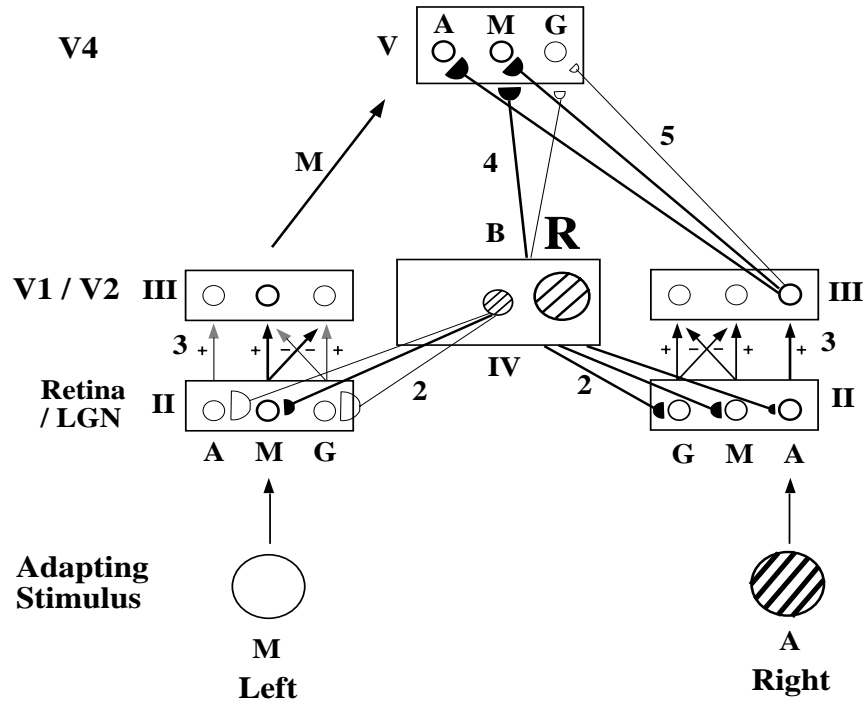 A M G
V4 V
5
4
M
B R
V1 / V2 III III
3 + + - - + + - - + + 3
IV
Retina
/ LGN II 2 2 II
A M G G M A
Adapting
Stimulus
M A
Left Right